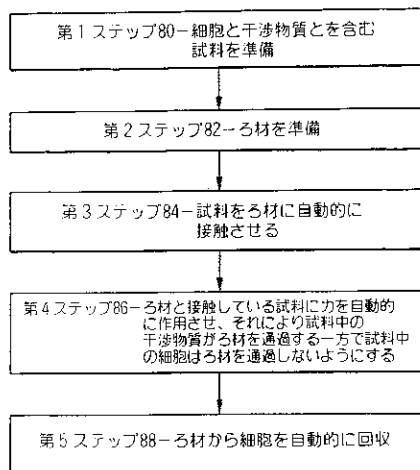 第1ステップ80－細胞と干渉物質とを含む
試料を準備
第2ステップ82－ろ材を準備
第3ステップ84－試料をろ材に自動的に
接触させる
第4ステップ86－ろ材と接触している試料に力を自動的
に作用させ、それにより試料中の
干渉物質がろ材を通過する一方で試料中
の細胞はろ材を通過しないようにする
第5ステップ88－ろ材から細胞を自動的に回収